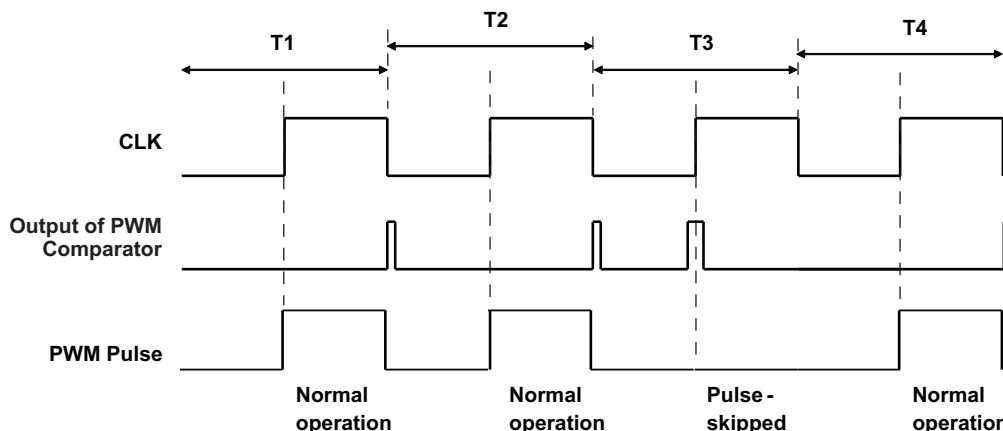 T1
T2
T3
T4
CLK
Output of PWM
Comparator
PWM Pulse
Normal
operation
Normal
operation
Pulse -
skipped
Normal
operation